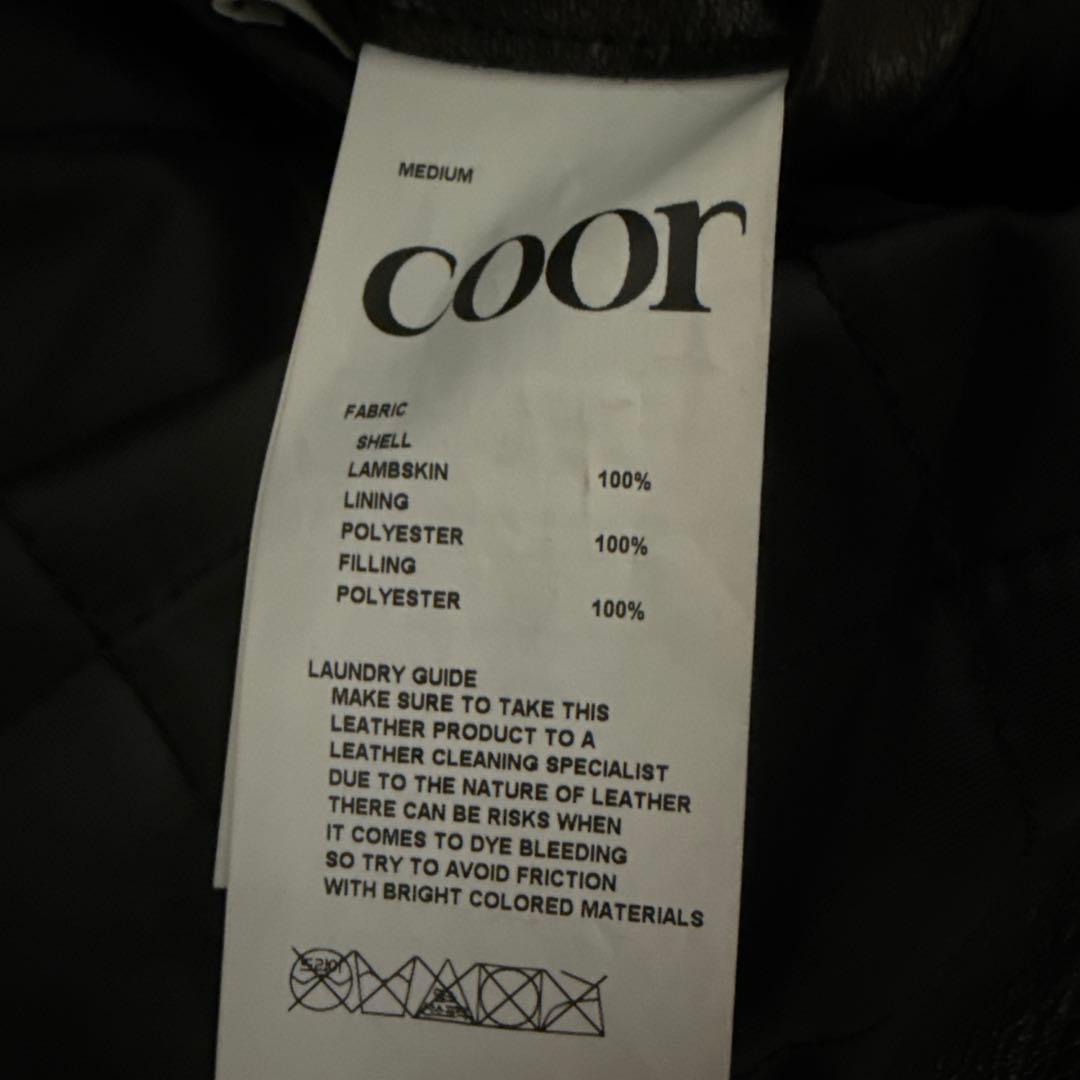 MEDIUM
coor
FABRIC
SHELL
LAMBSKIN 100%
LINING
POLYESTER 100%
FILLING
POLYESTER 100%
LAUNDRY GUIDE
MAKE SURE TO TAKE THIS
LEATHER PRODUCT TO A
LEATHER CLEANING SPECIALIST
DUE TO THE NATURE OF LEATHER
THERE CAN BE RISKS WHEN
IT COMES TO DYE BLEEDING
SO TRY TO AVOID FRICTION
WITH BRIGHT COLORED MATERIALS